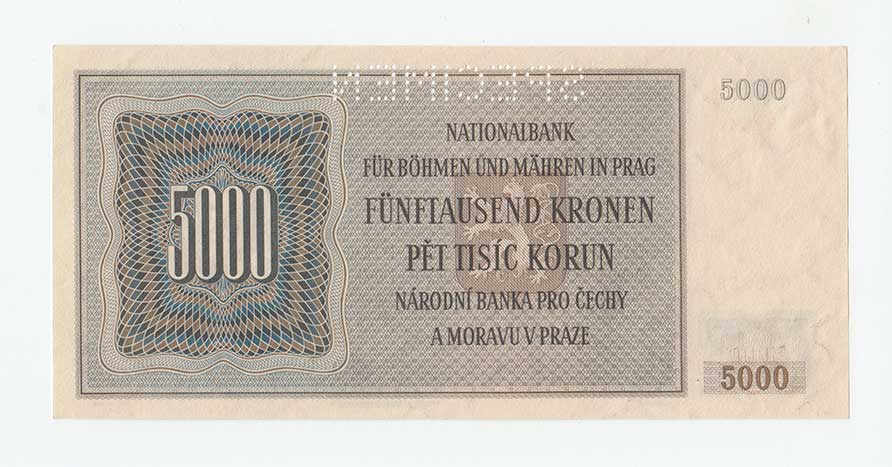 SPECIMEN
5000
5000
NATIONALBANK
FÜR BÖHMEN UND MÄHREN IN PRAG
FÜNFTAUSEND KRONEN
PĚT TISÍC KORUN
NÁRODNÍ BANKA PRO ČECHY
A MORAVU V PRAZE
5000